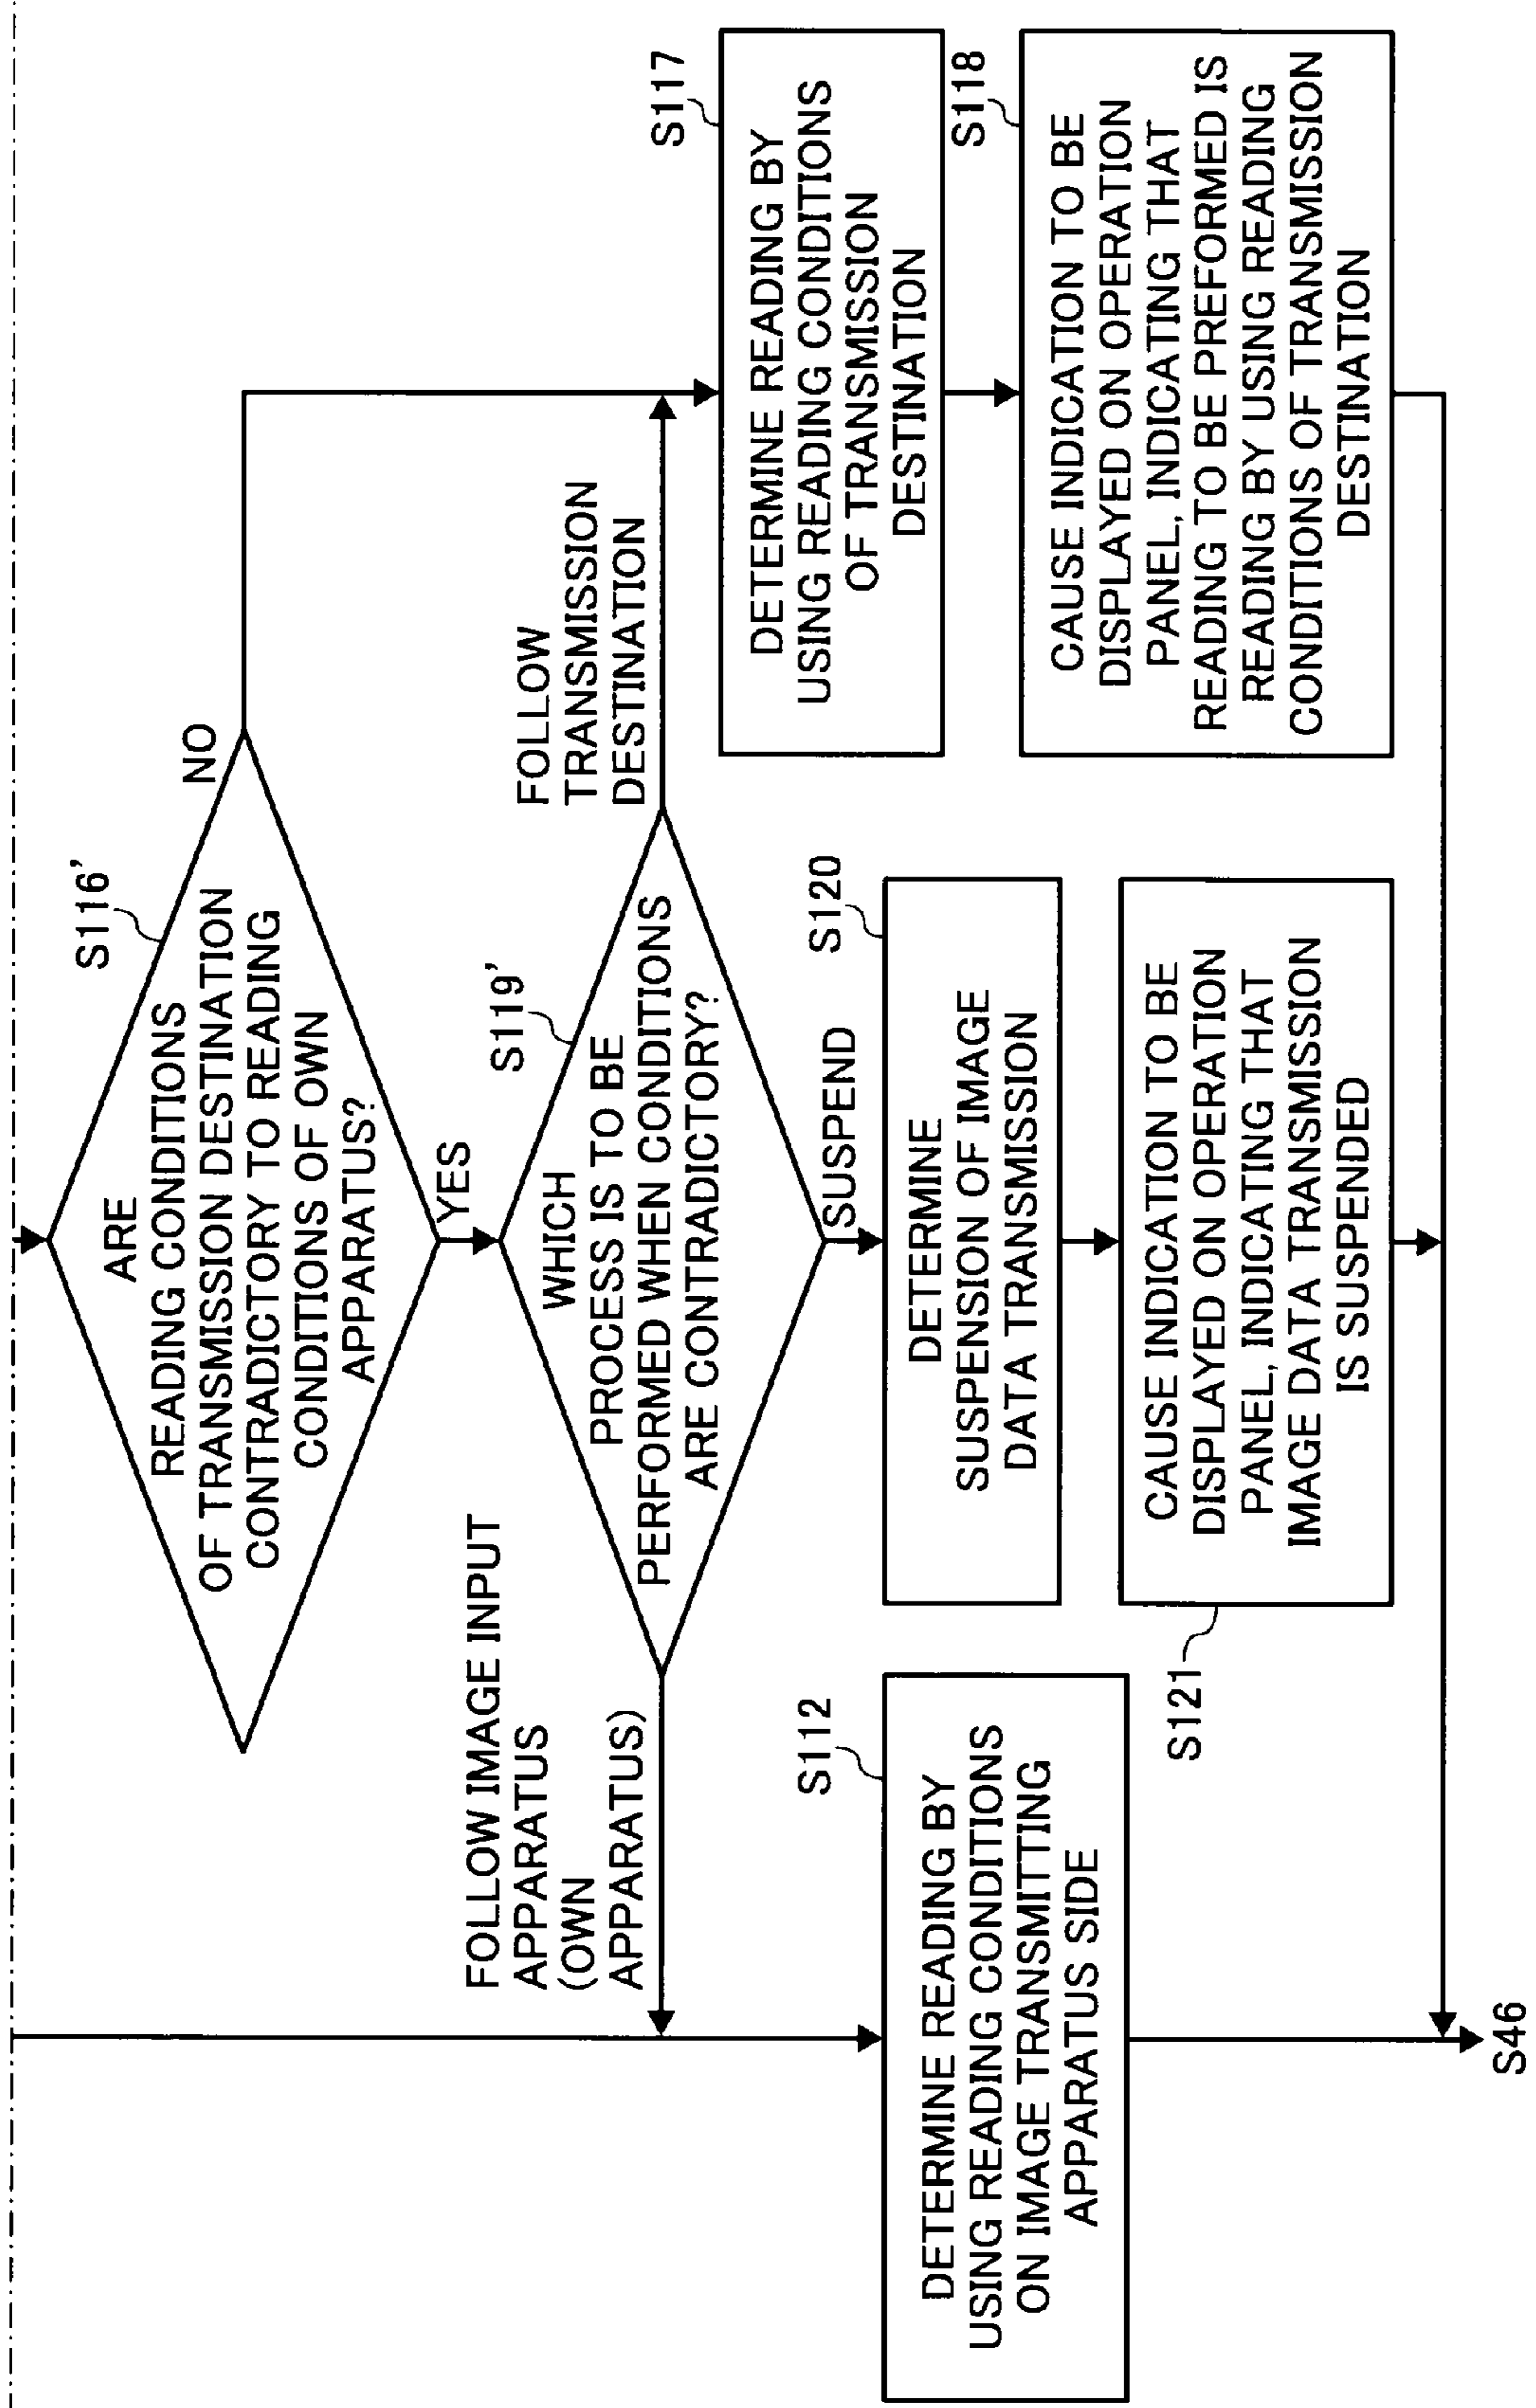 S116'
ARE
READING CONDITIONS
OF TRANSMISSION DESTINATION
CONTRADICTORY TO READING
CONDITIONS OF OWN
APPARATUS?
NO
YES
S119'
WHICH
PROCESS IS TO BE
PERFORMED WHEN CONDITIONS
ARE CONTRADICTORY?
FOLLOW IMAGE INPUT
APPARATUS
(OWN
APPARATUS)
FOLLOW
TRANSMISSION
DESTINATION
SUSPEND
S112
DETERMINE READING BY
USING READING CONDITIONS
ON IMAGE TRANSMITTING
APPARATUS SIDE
S120
DETERMINE
SUSPENSION OF IMAGE
DATA TRANSMISSION
S121
CAUSE INDICATION TO BE
DISPLAYED ON OPERATION
PANEL, INDICATING THAT
IMAGE DATA TRANSMISSION
IS SUSPENDED
S117
DETERMINE READING BY
USING READING CONDITIONS
OF TRANSMISSION
DESTINATION
S118
CAUSE INDICATION TO BE
DISPLAYED ON OPERATION
PANEL, INDICATING THAT
READING TO BE PREFORMED IS
READING BY USING READING
CONDITIONS OF TRANSMISSION
DESTINATION
S46